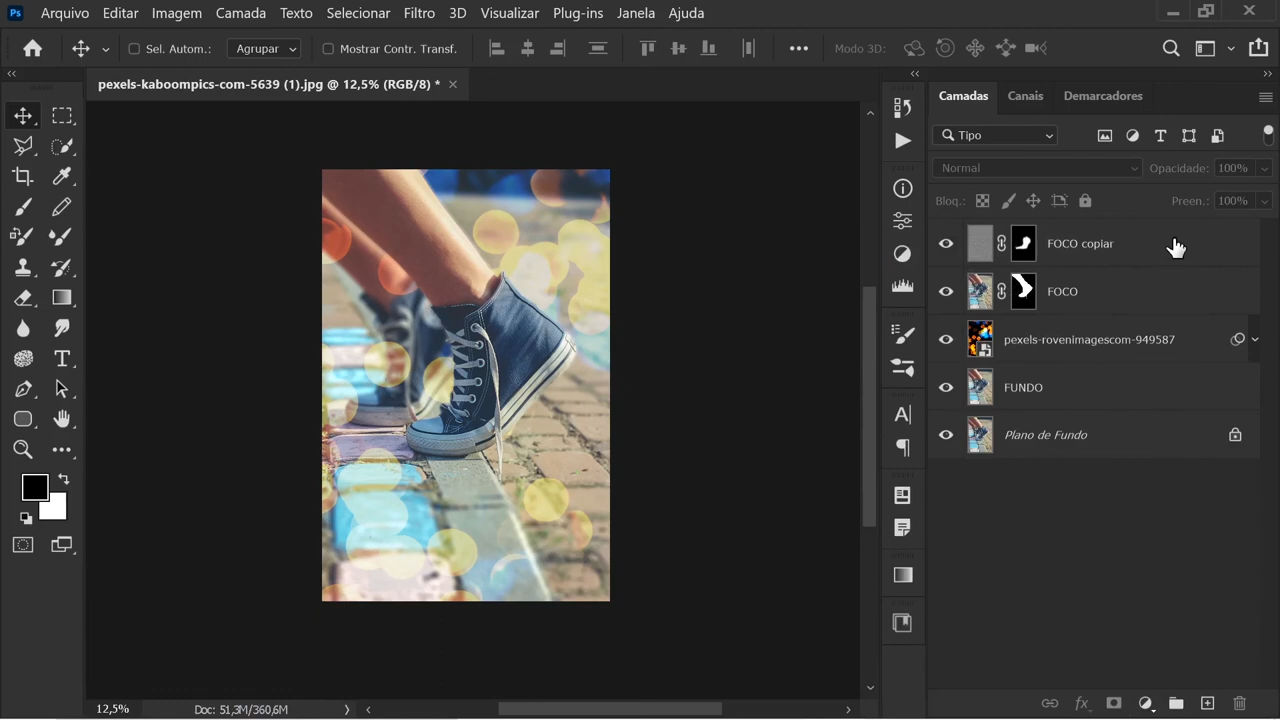 Ps Arquivo Editar Imagem Camada Texto Selecionar Filtro 3D Visualizar Plug-ins Janela Ajuda
Sel. Autom.: Agrupar Mostrar Contr. Transf. Modo 3D:
pexels-kaboompics-com-5639 (1).jpg @ 12,5% (RGB/8) *
Camadas Canais Demarcadores
Tipo
Normal Opacidade: 100%
Bloq.: Preen.: 100%
FOCO copiar
FOCO
pexels-rovenimagescom-949587
FUNDO
Plano de Fundo
12,5% Doc: 51,3M/360,6M